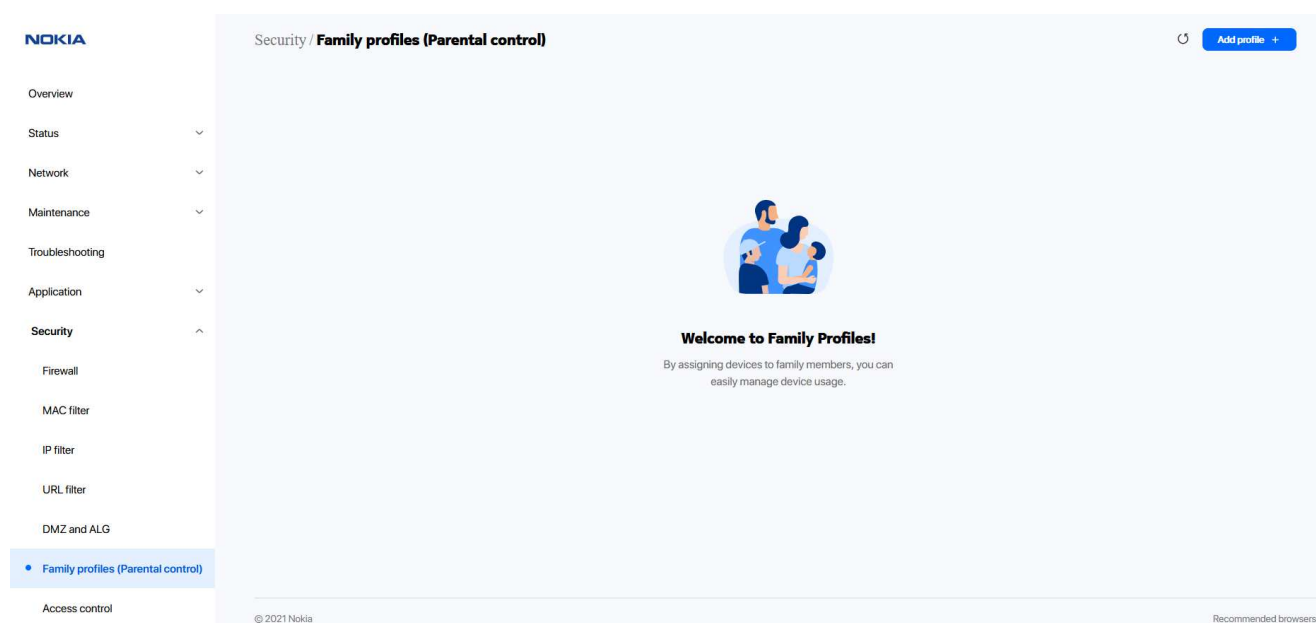 NOKIA
Security / Family profiles (Parental control)
Add profile +
Overview
Status
Network
Maintenance
Troubleshooting
Application
Security
Firewall
MAC filter
IP filter
URL filter
DMZ and ALG
Family profiles (Parental control)
Access control
Welcome to Family Profiles!
By assigning devices to family members, you can
easily manage device usage.
© 2021 Nokia
Recommended browsers